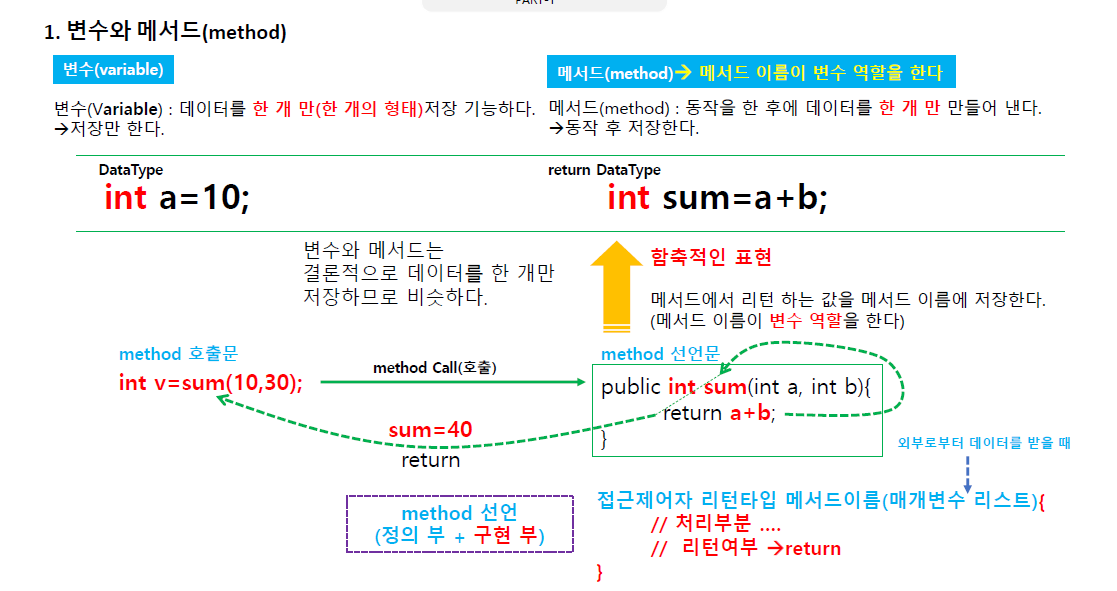 PART-1
1. 변수와 메서드(method)
변수(variable)
변수(Variable) : 데이터를 한 개 만(한 개의 형태)저장 기능하다.
→저장만 한다.
메서드(method)→ 메서드 이름이 변수 역할을 한다
메서드(method) : 동작을 한 후에 데이터를 한 개 만 만들어 낸다.
→동작 후 저장한다.
DataType
int a=10;
return DataType
int sum=a+b;
변수와 메서드는
결론적으로 데이터를 한 개만
저장하므로 비슷하다.
함축적인 표현
메서드에서 리턴 하는 값을 메서드 이름에 저장한다.
(메서드 이름이 변수 역할을 한다)
method 호출문
int v=sum(10,30);
method Call(호출)
sum=40
return
method 선언문
public int sum(int a, int b){
return a+b;
}
외부로부터 데이터를 받을 때
method 선언
(정의 부 + 구현 부)
접근제어자 리턴타입 메서드이름(매개변수 리스트){
// 처리부분 ....
// 리턴여부 →return
}